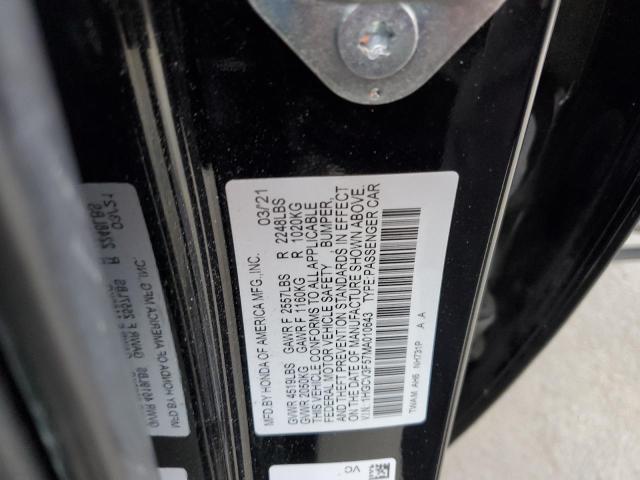 MFD.BY HONDA OF AMERICA MFG.,INC. 03/21
GVWR 4519LBS GAWR F 2557LBS R 2248LBS
GVWR 2050KG GAWR F 1160KG R 1020KG
THIS VEHICLE CONFORMS TO ALL APPLICABLE
FEDERAL MOTOR VEHICLE SAFETY, BUMPER,
AND THEFT PREVENTION STANDARDS IN EFFECT
ON THE DATE OF MANUFACTURE SHOWN ABOVE.
V.I.N. 1HGCV3F57MA010643 TYPE:PASSENGER CAR
TWAM AH6 NH731P A A
VC